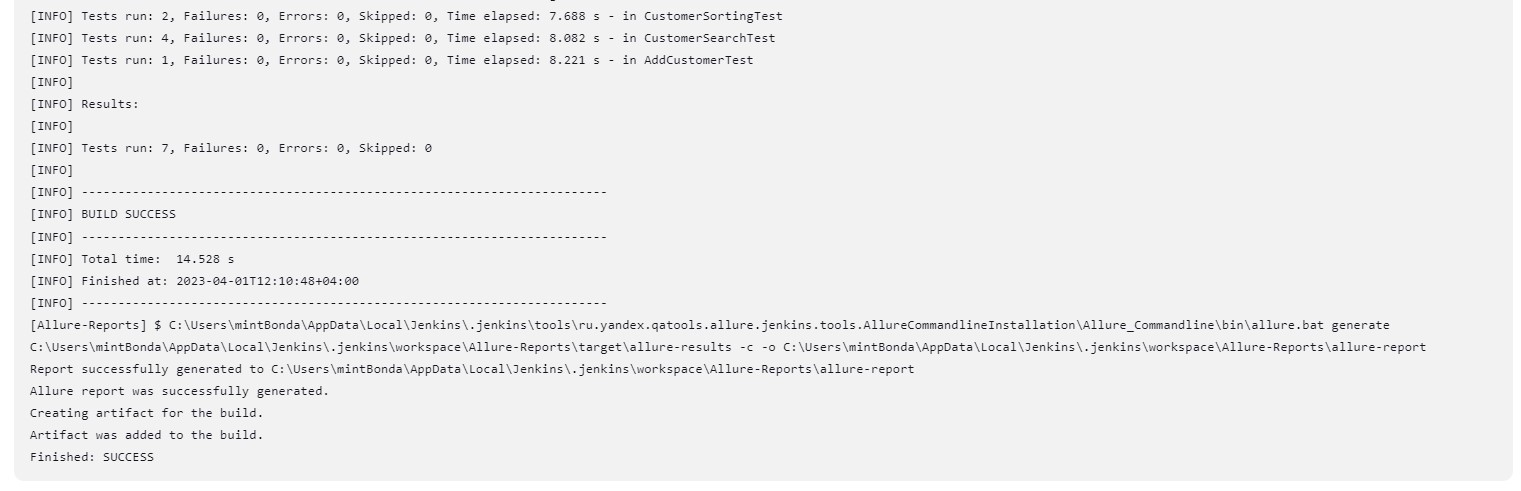 [INFO] Tests run: 2, Failures: 0, Errors: 0, Skipped: 0, Time elapsed: 7.688 s - in CustomerSortingTest
[INFO] Tests run: 4, Failures: 0, Errors: 0, Skipped: 0, Time elapsed: 8.082 s - in CustomerSearchTest
[INFO] Tests run: 1, Failures: 0, Errors: 0, Skipped: 0, Time elapsed: 8.221 s - in AddCustomerTest
[INFO]
[INFO] Results:
[INFO]
[INFO] Tests run: 7, Failures: 0, Errors: 0, Skipped: 0
[INFO]
[INFO] ------------------------------------------------------------------------
[INFO] BUILD SUCCESS
[INFO] ------------------------------------------------------------------------
[INFO] Total time:  14.528 s
[INFO] Finished at: 2023-04-01T12:10:48+04:00
[INFO] ------------------------------------------------------------------------
[Allure-Reports] $ C:\Users\mintBonda\AppData\Local\Jenkins\.jenkins\tools\ru.yandex.qatools.allure.jenkins.tools.AllureCommandlineInstallation\Allure_Commandline\bin\allure.bat generate
C:\Users\mintBonda\AppData\Local\Jenkins\.jenkins\workspace\Allure-Reports\target\allure-results -c -o C:\Users\mintBonda\AppData\Local\Jenkins\.jenkins\workspace\Allure-Reports\allure-report
Report successfully generated to C:\Users\mintBonda\AppData\Local\Jenkins\.jenkins\workspace\Allure-Reports\allure-report
Allure report was successfully generated.
Creating artifact for the build.
Artifact was added to the build.
Finished: SUCCESS